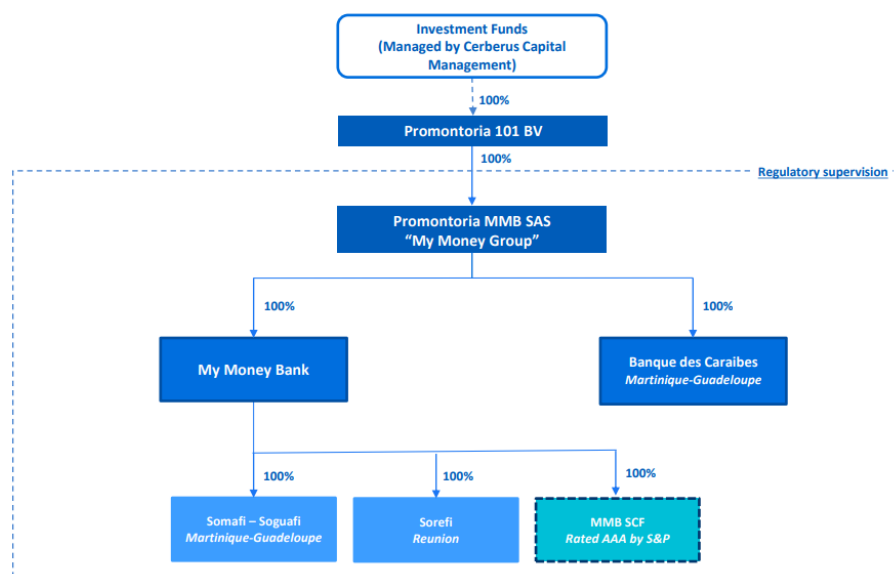 Investment Funds
(Managed by Cerberus Capital
Management)
100%
Promontoria 101 BV
100%
Regulatory supervision
Promontoria MMB SAS
“My Money Group”
100%
100%
My Money Bank
Banque des Caraibes
Martinique-Guadeloupe
100%
100%
100%
Somafi – Soguafi
Martinique-Guadeloupe
Sorefi
Reunion
MMB SCF
Rated AAA by S&P